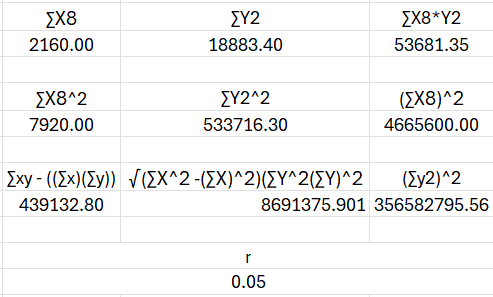 ∑X8 ∑Y2 ∑X8*Y2
2160.00 18883.40 53681.35
∑X8^2 ∑Y2^2 (∑X8)^2
7920.00 533716.30 4665600.00
∑xy - ((∑x)(∑y)) √(∑X^2 -(∑X)^2)(∑Y^2(∑Y)^2 (∑y2)^2
439132.80 8691375.901 356582795.56
r
0.05